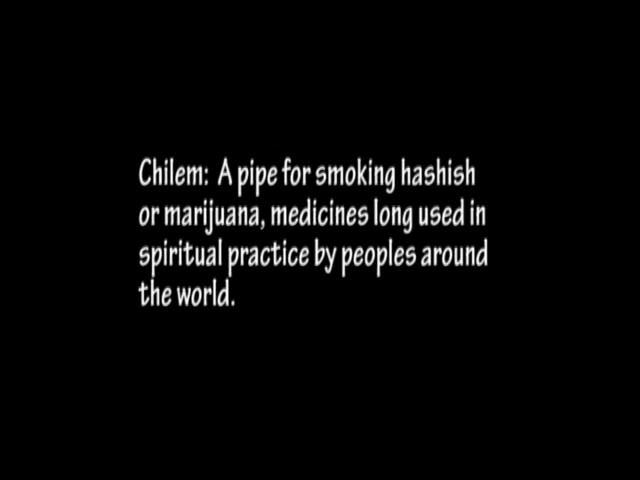 Chilem: A pipe for smoking hashish
or marijuana, medicines long used in
spiritual practice by peoples around
the world.